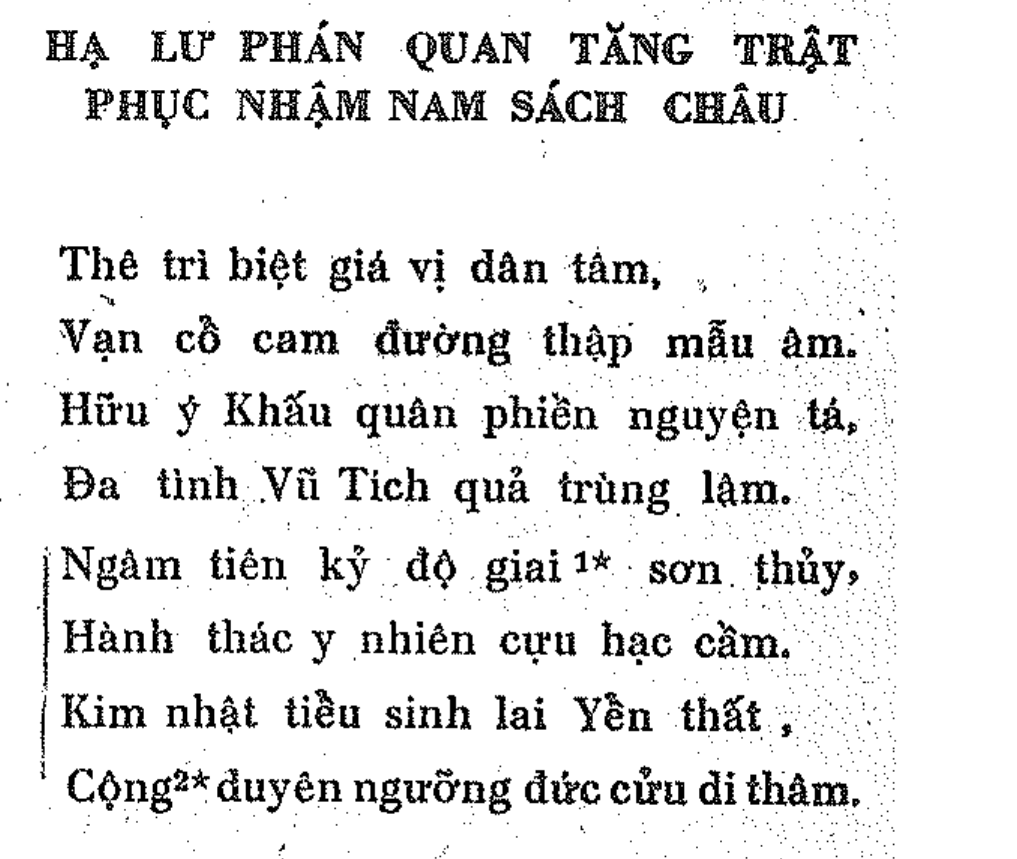 HẠ LƯ PHÁN QUAN TĂNG TRẬT
PHỤC NHẬM NAM SÁCH CHÂU
Thê trì biệt giá vị dân tâm,
Vạn cổ cam đường thập mẫu âm.
Hữu ý Khấu quân phiền nguyện tá,
Đa tình Vũ Tích quả trùng lâm.
Ngâm tiên kỷ độ giai ¹* sơn thủy,
Hành thác y nhiên cựu hạc cầm.
Kim nhật tiểu sinh lai Yển thất,
Cộng²* duyên ngưỡng đức cửu di thâm.